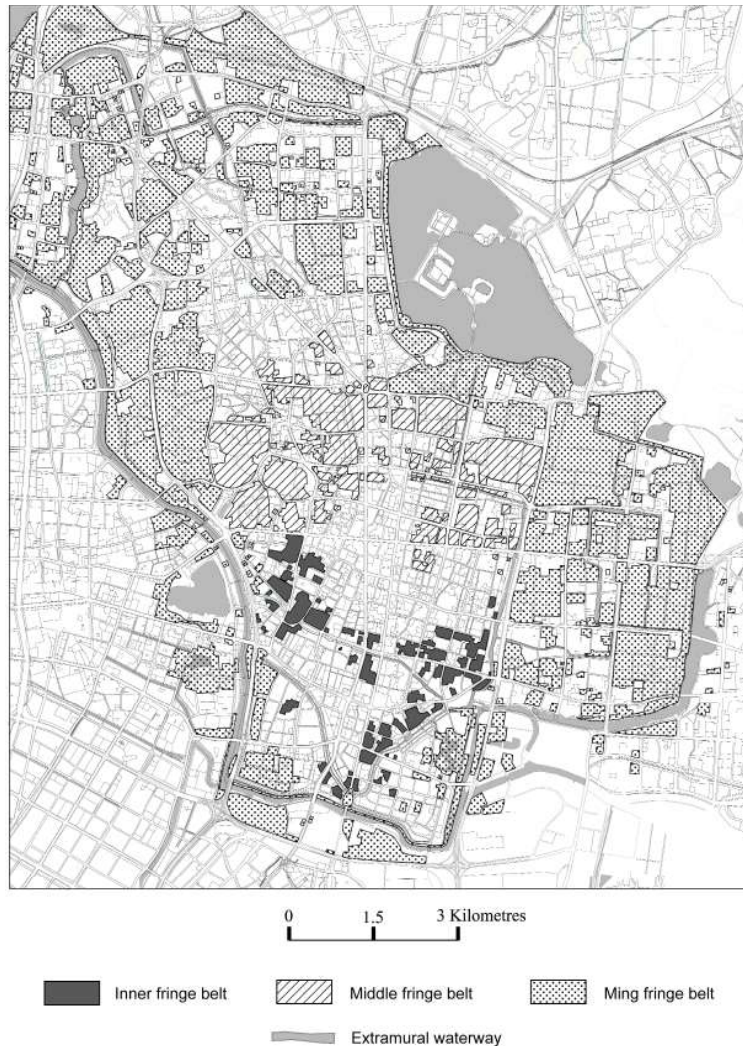 0 1.5 3 Kilometres
Inner fringe belt Middle fringe belt Ming fringe belt
Extramural waterway